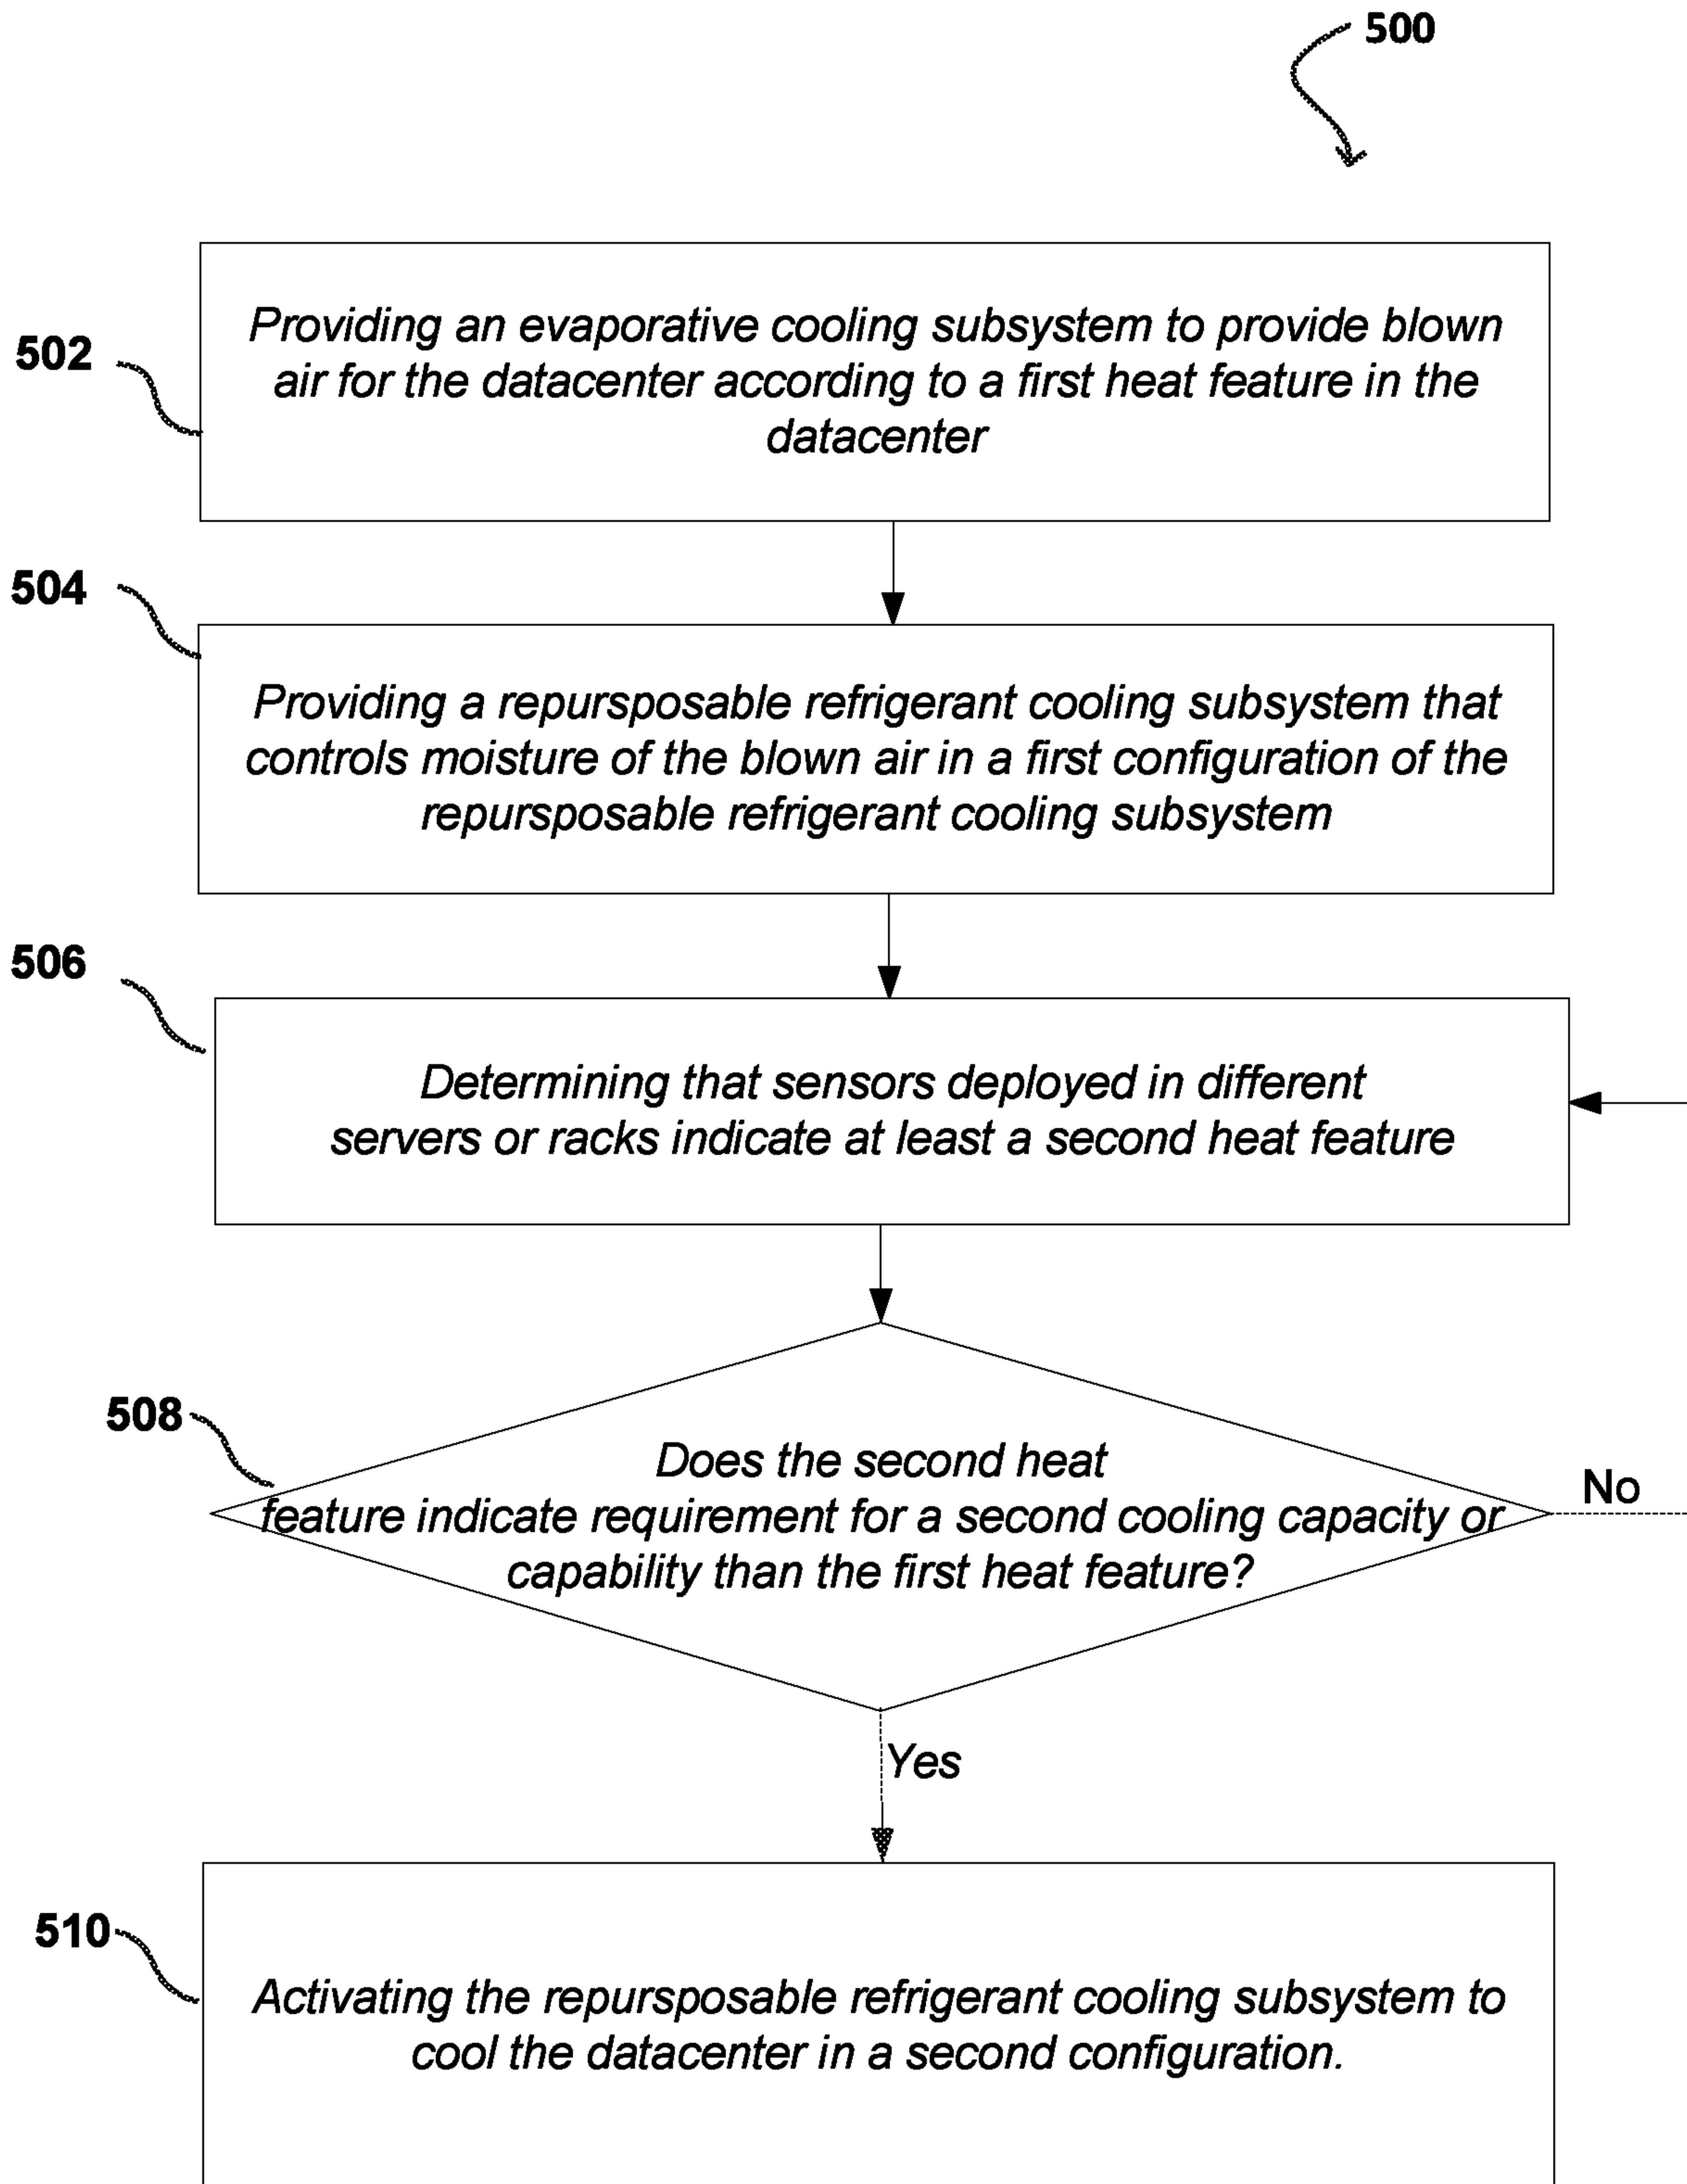 500
502
Providing an evaporative cooling subsystem to provide blown
air for the datacenter according to a first heat feature in the
datacenter
504
Providing a repursposable refrigerant cooling subsystem that
controls moisture of the blown air in a first configuration of the
repursposable refrigerant cooling subsystem
506
Determining that sensors deployed in different
servers or racks indicate at least a second heat feature
508
Does the second heat
feature indicate requirement for a second cooling capacity or
capability than the first heat feature?
No
Yes
510
Activating the repursposable refrigerant cooling subsystem to
cool the datacenter in a second configuration.